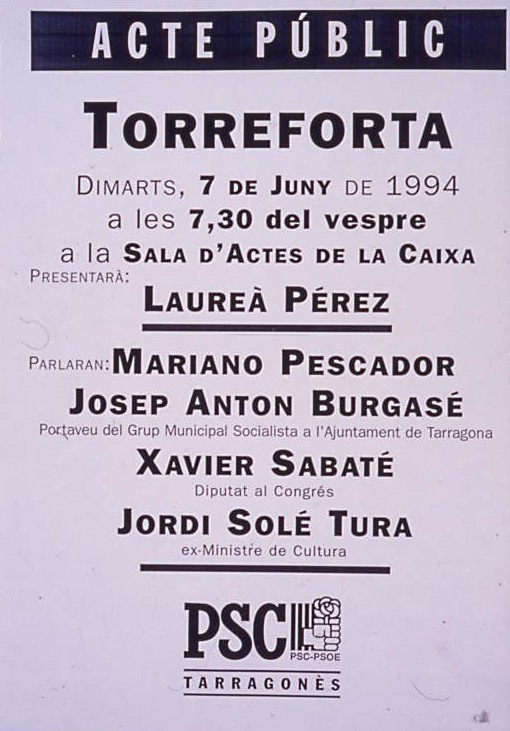 ACTE PÚBLIC
TORREFORTA
DIMARTS, 7 DE JUNY DE 1994
a les 7,30 del vespre
a la SALA D'ACTES DE LA CAIXA
PRESENTARÀ:
LAUREÀ PÉREZ
PARLARAN: MARIANO PESCADOR
JOSEP ANTON BURGASÉ
Portaveu del Grup Municipal Socialista a l'Ajuntament de Tarragona
XAVIER SABATÉ
Diputat al Congrés
JORDI SOLÉ TURA
ex-Ministre de Cultura
PSC
PSC-PSOE
TARRAGONÈS